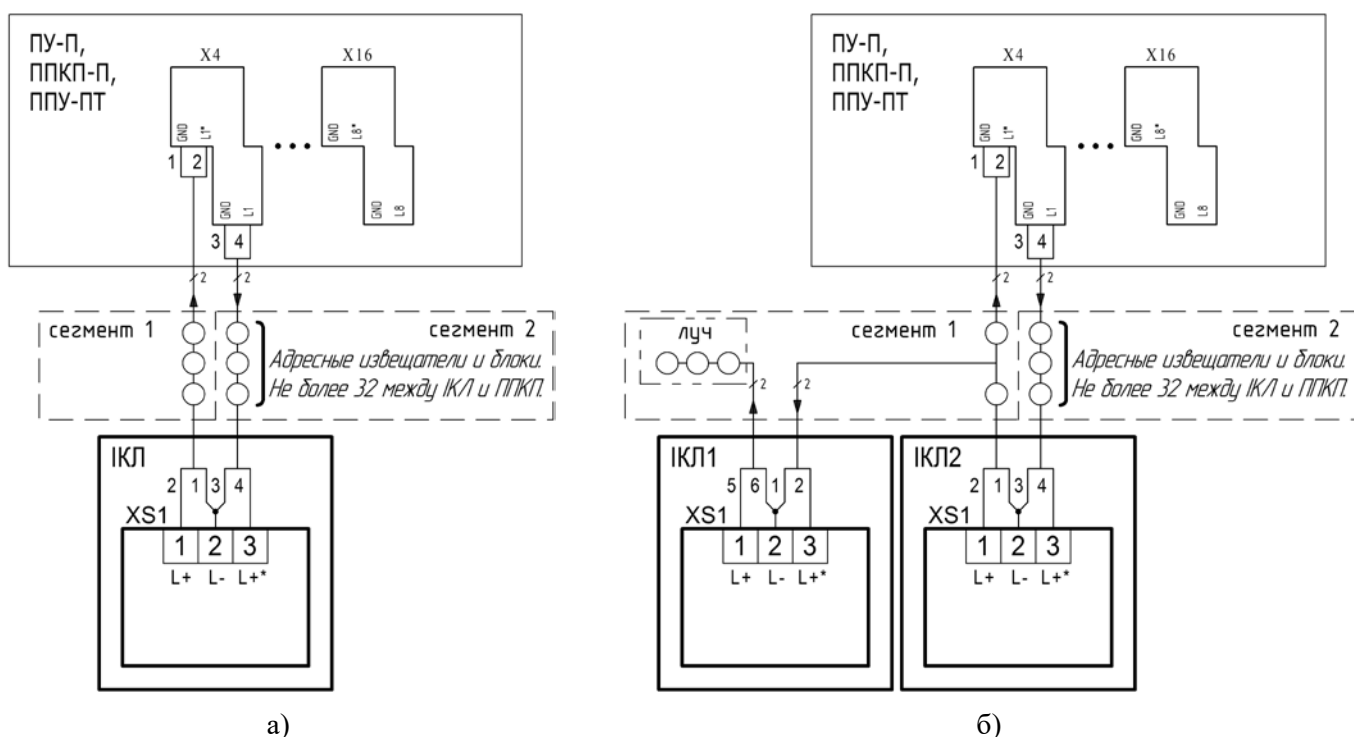 ПУ-П,
ППКП-П,
ППУ-ПТ
X4
X16
GND L1* GND L8*
1 2
GND L1 GND L8
3 4
2 2
сегмент 1
сегмент 2
Адресные извещатели и блоки.
Не более 32 между ІКЛ и ППКП.
ІКЛ
2 1 3 4
XS1
1 2 3
L+ L- L+*
а)
ПУ-П,
ППКП-П,
ППУ-ПТ
X4
X16
GND L1* GND L8*
1 2
GND L1 GND L8
3 4
2 2
луч
сегмент 1
сегмент 2
Адресные извещатели и блоки.
Не более 32 между ІКЛ и ППКП.
2 2
ІКЛ1
5 6 1 2
XS1
1 2 3
L+ L- L+*
ІКЛ2
2 1 3 4
XS1
1 2 3
L+ L- L+*
б)